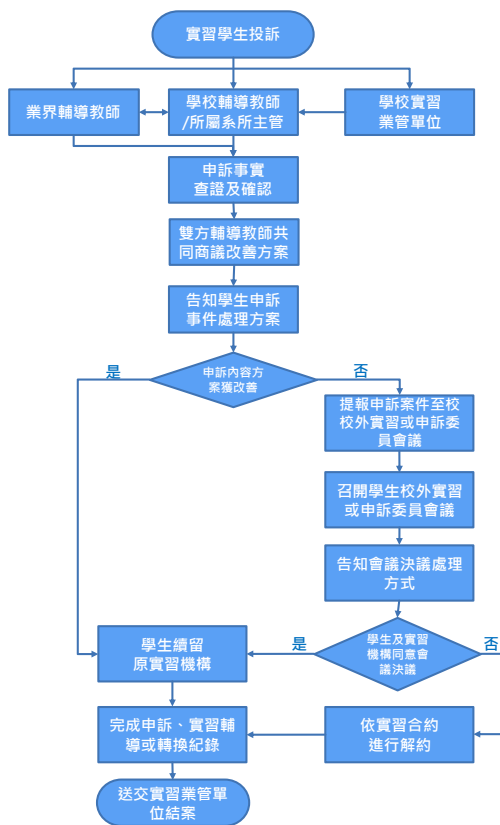 實習學生投訴
業界輔導教師
學校輔導教師
/所屬系所主管
學校實習
業管單位
申訴事實
查證及確認
雙方輔導教師共
同商議改善方案
告知學生申訴
事件處理方案
申訴內容方
案獲改善
是
否
提報申訴案件至校
校外實習或申訴委
員會議
召開學生校外實習
或申訴委員會議
告知會議決議處理
方式
學生及實習
機構同意會
議決議
是
否
學生續留
原實習機構
完成申訴、實習輔
導或轉換紀錄
依實習合約
進行解約
送交實習業管單
位結案